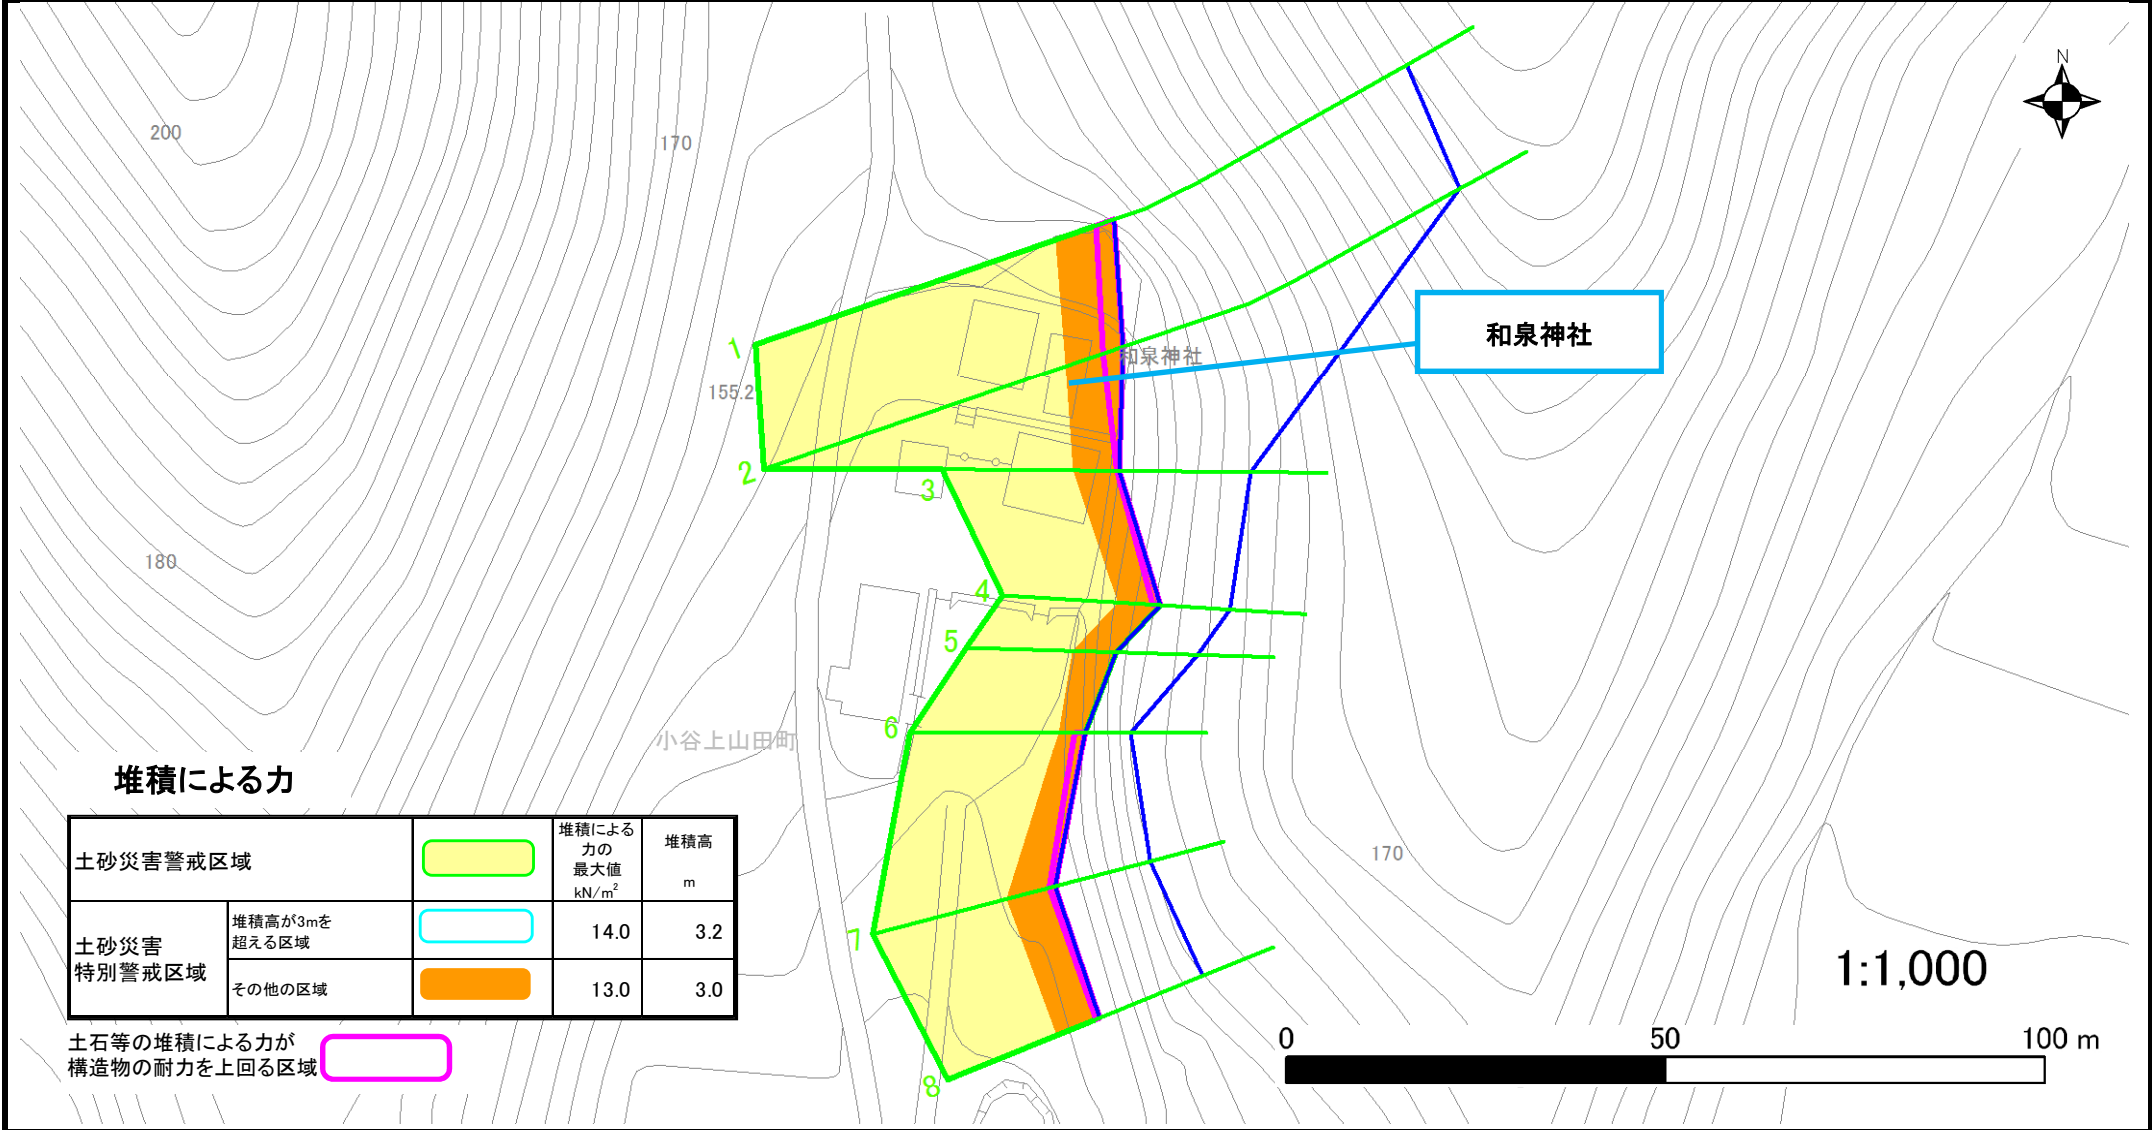 N
200
170
和泉神社
1
和泉神社
155.2
2
3
180
4
5
6
小谷上山田町
堆積による力
土砂災害警戒区域
堆積による
力の
最大値
kN/m²
堆積高
m
土砂災害
特別警戒区域
堆積高が3mを
超える区域
14.0
3.2
その他の区域
13.0
3.0
土石等の堆積による力が
構造物の耐力を上回る区域
170
7
8
1:1,000
0 50 100 m